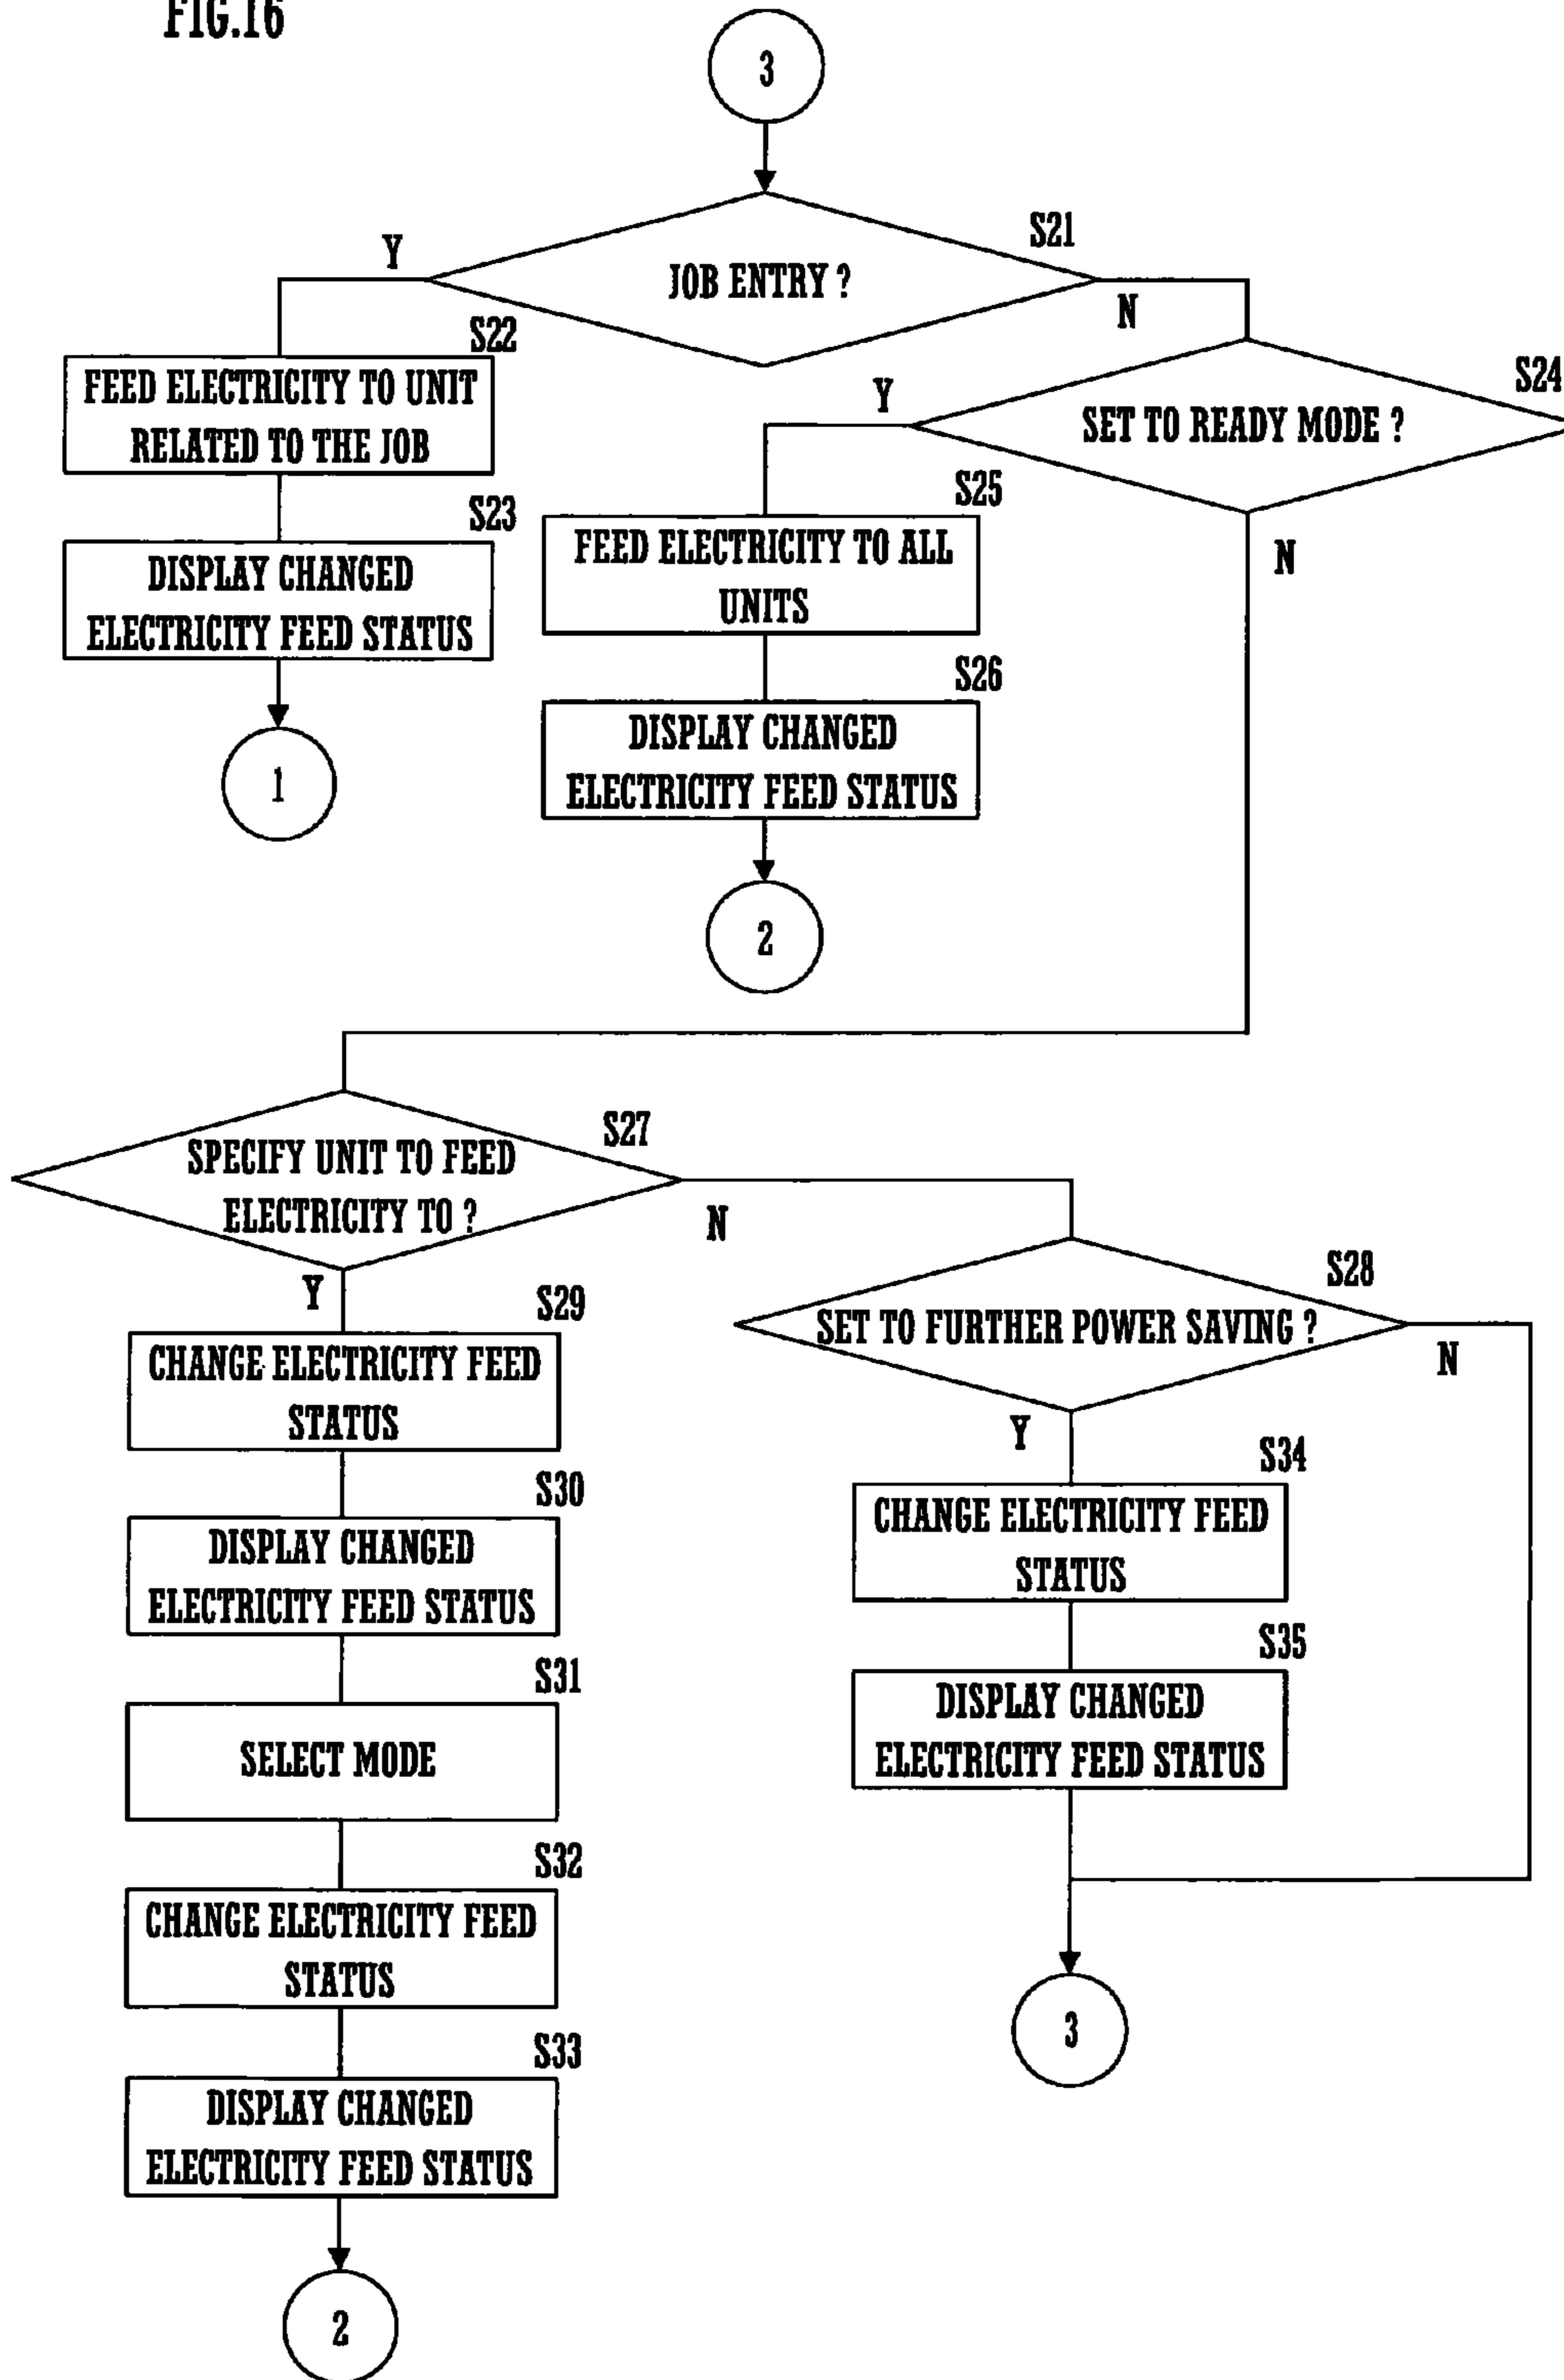 FIG.16
3
S21
Y
JOB ENTRY ?
N
S22
FEED ELECTRICITY TO UNIT
RELATED TO THE JOB
S24
Y
SET TO READY MODE ?
N
S23
DISPLAY CHANGED
ELECTRICITY FEED STATUS
1
S25
FEED ELECTRICITY TO ALL
UNITS
S26
DISPLAY CHANGED
ELECTRICITY FEED STATUS
2
S27
SPECIFY UNIT TO FEED
ELECTRICITY TO ?
N
Y
S28
SET TO FURTHER POWER SAVING ?
N
Y
S29
CHANGE ELECTRICITY FEED
STATUS
S30
DISPLAY CHANGED
ELECTRICITY FEED STATUS
S31
SELECT MODE
S32
CHANGE ELECTRICITY FEED
STATUS
S33
DISPLAY CHANGED
ELECTRICITY FEED STATUS
2
S34
CHANGE ELECTRICITY FEED
STATUS
S35
DISPLAY CHANGED
ELECTRICITY FEED STATUS
3